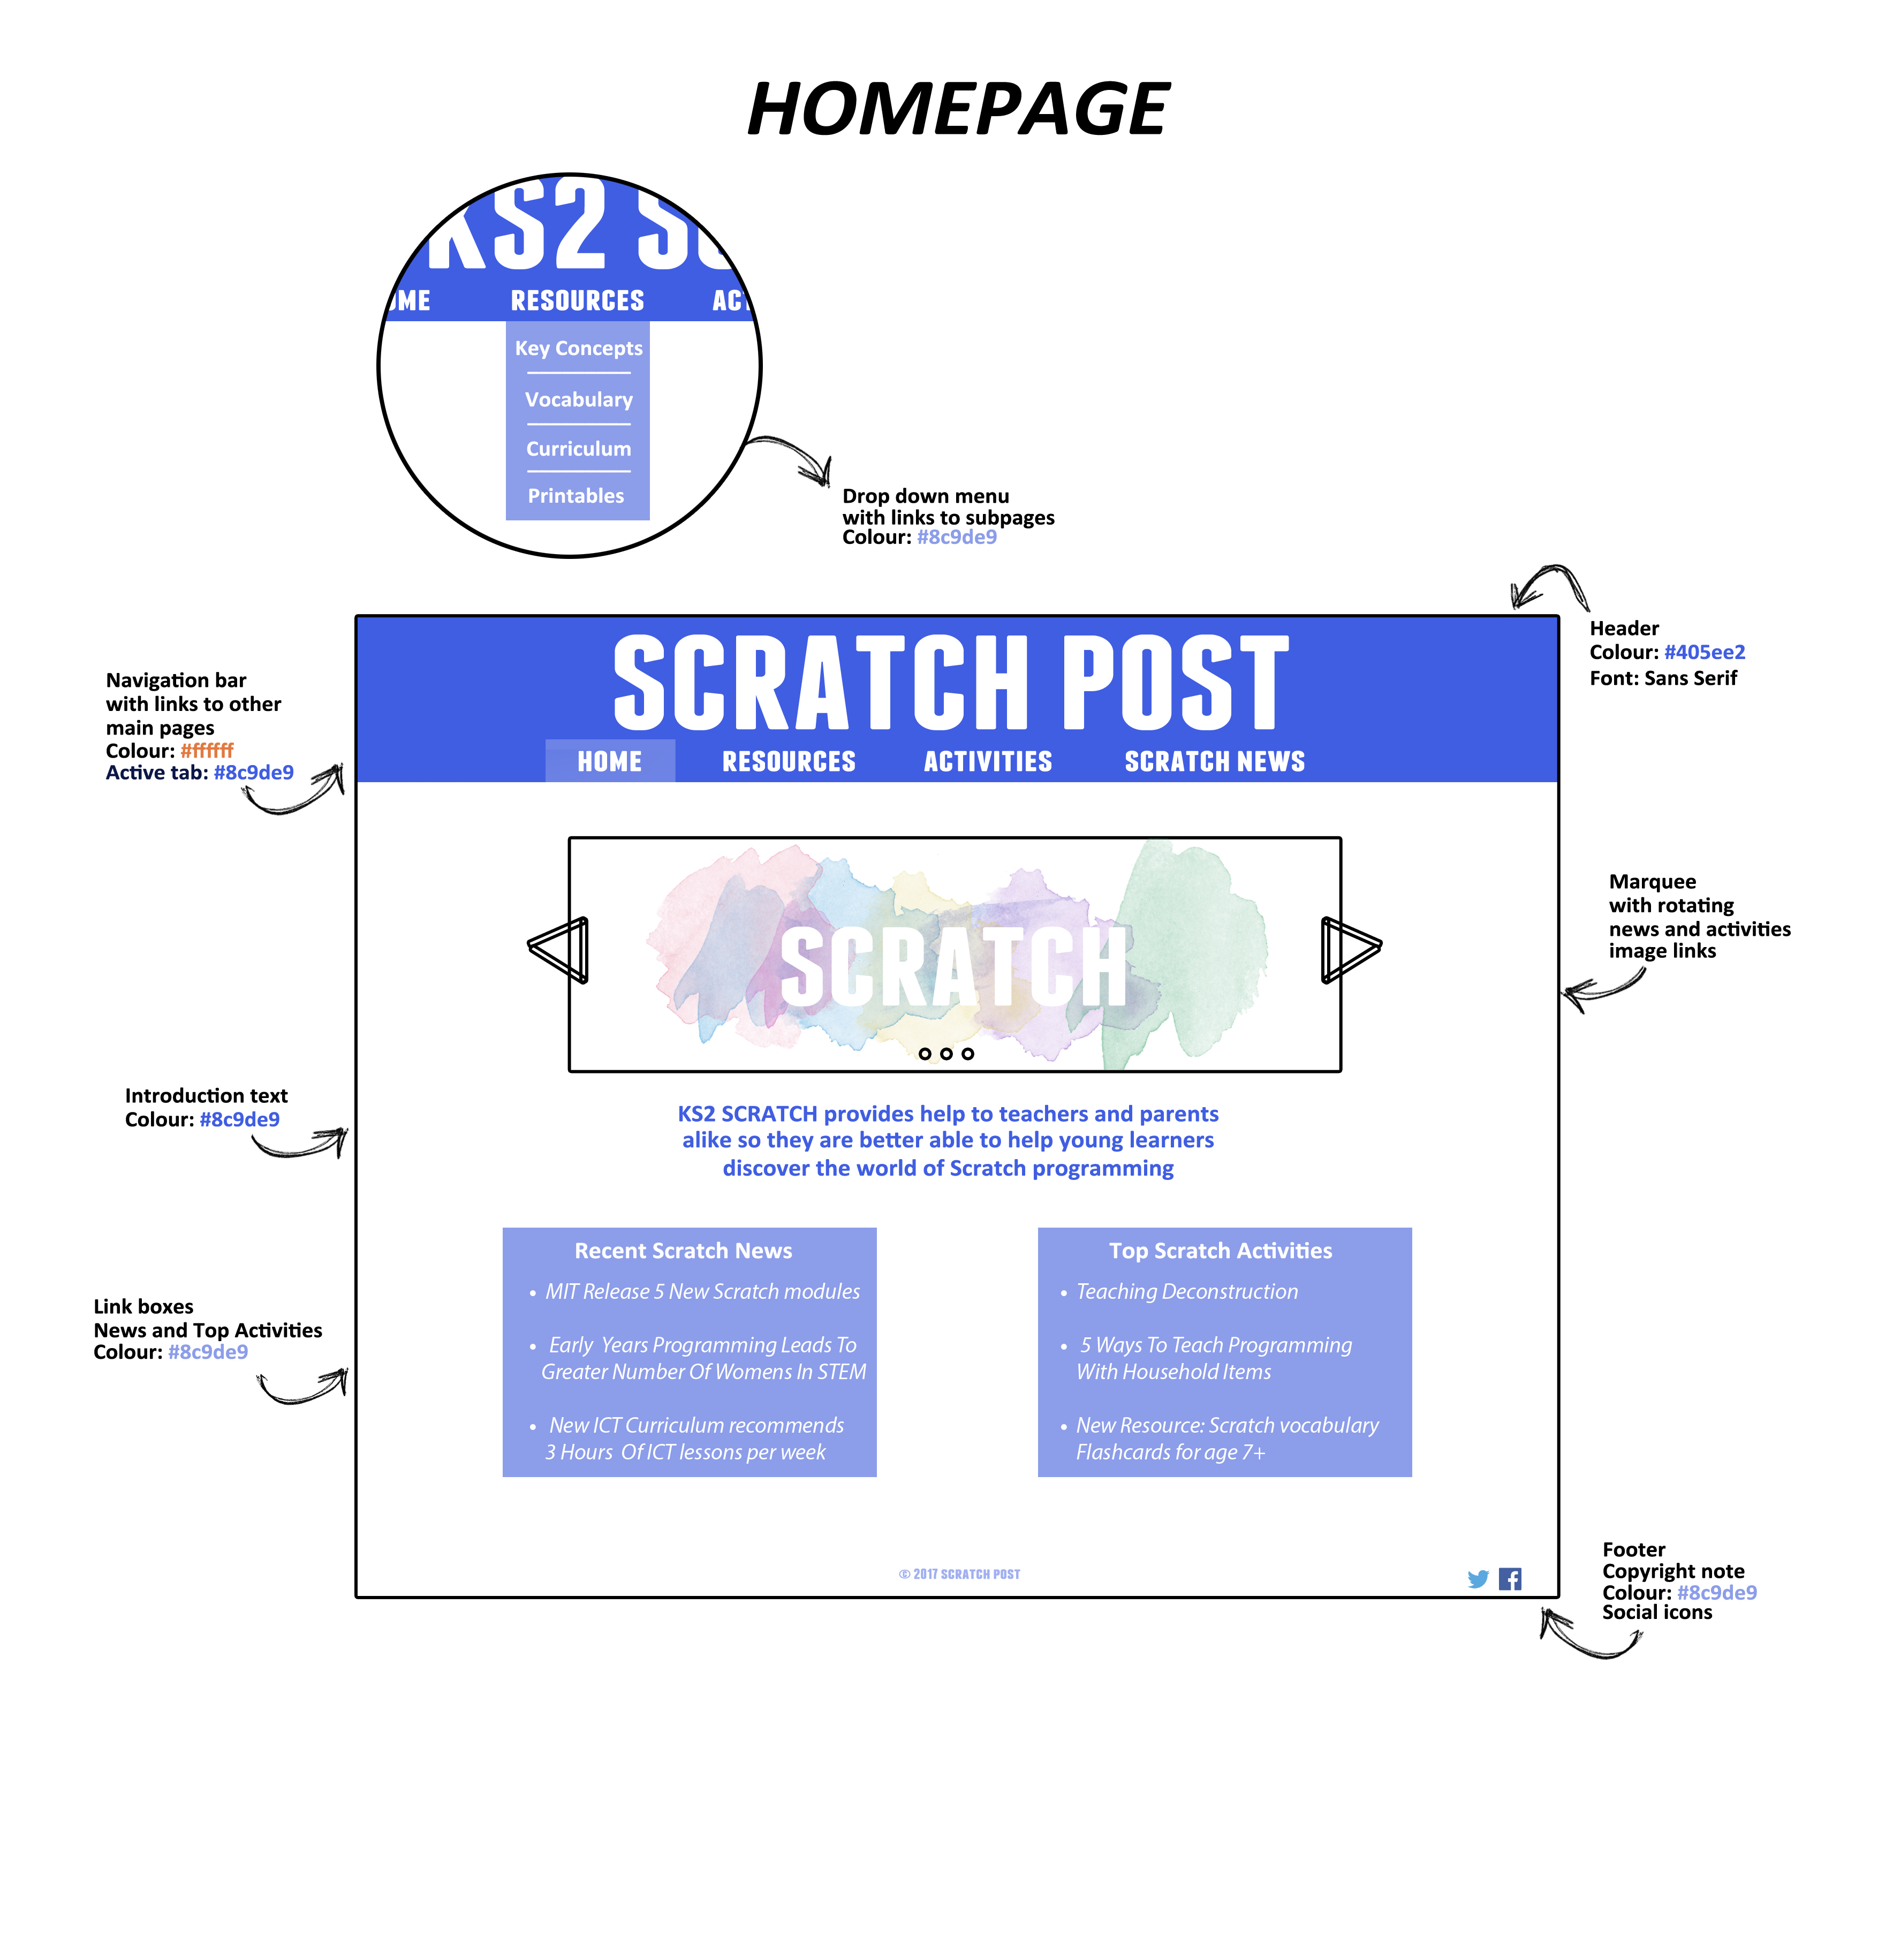 HOMEPAGE
KS2 SC
OME RESOURCES ACT
Key Concepts
Vocabulary
Curriculum
Printables
Drop down menu
with links to subpages
Colour: #8c9de9
Header
Colour: #405ee2
Font: Sans Serif
Navigation bar
with links to other
main pages
Colour: #ffffff
Active tab: #8c9de9
SCRATCH POST
HOME RESOURCES ACTIVITIES SCRATCH NEWS
Marquee
with rotating
news and activities
image links
SCRATCH
Introduction text
Colour: #8c9de9
KS2 SCRATCH provides help to teachers and parents
alike so they are better able to help young learners
discover the world of Scratch programming
Link boxes
News and Top Activities
Colour: #8c9de9
Recent Scratch News
• MIT Release 5 New Scratch modules
• Early Years Programming Leads To
Greater Number Of Womens In STEM
• New ICT Curriculum recommends
3 Hours Of ICT lessons per week
Top Scratch Activities
• Teaching Deconstruction
• 5 Ways To Teach Programming
With Household Items
• New Resource: Scratch vocabulary
Flashcards for age 7+
© 2017 SCRATCH POST
Footer
Copyright note
Colour: #8c9de9
Social icons